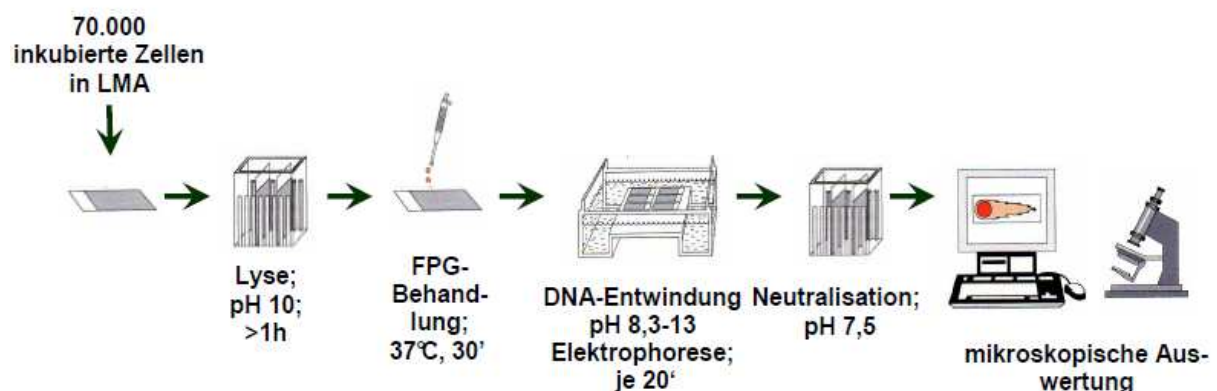 70.000
inkubierte Zellen
in LMA
Lyse;
pH 10;
>1h
FPG-
Behand-
lung;
37°C, 30’
DNA-Entwindung
pH 8,3-13
Elektrophorese;
je 20‘
Neutralisation;
pH 7,5
mikroskopische Aus-
wertung